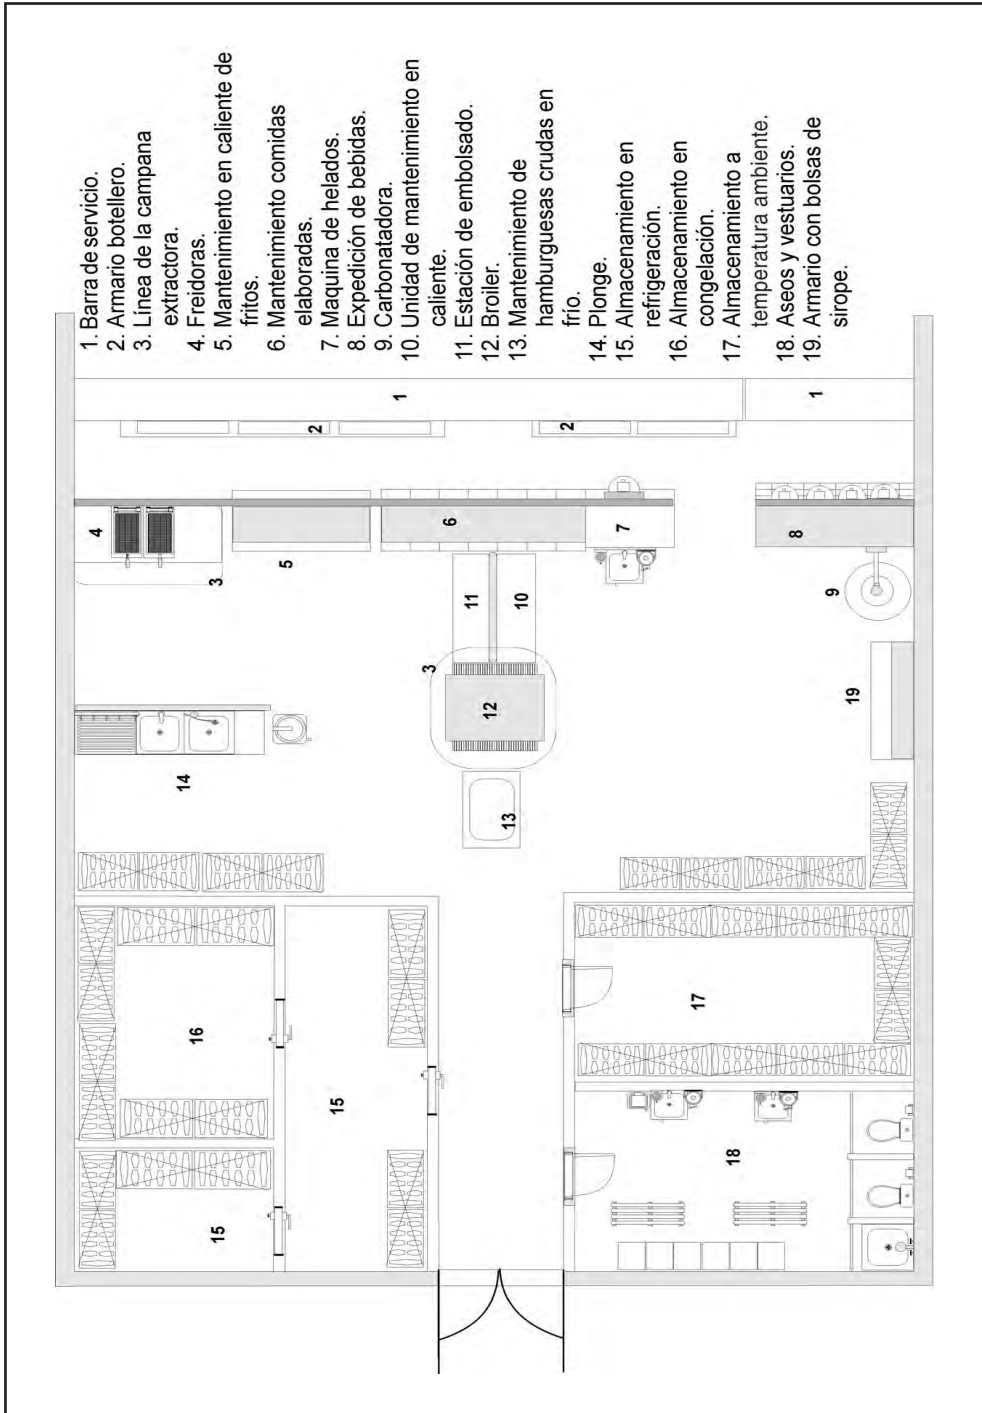 1. Barra de servicio.
2. Armario botellero.
3. Línea de la campana
extractora.
4. Freidoras.
5. Mantenimiento en caliente de
fritos.
6. Mantenimiento comidas
elaboradas.
7. Maquina de helados.
8. Expedición de bebidas.
9. Carbonatadora.
10. Unidad de mantenimiento en
caliente.
11. Estación de embolsado.
12. Broiler.
13. Mantenimiento de
hamburguesas crudas en
frío.
14. Plonge.
15. Almacenamiento en
refrigeración.
16. Almacenamiento en
congelación.
17. Almacenamiento a
temperatura ambiente.
18. Aseos y vestuarios.
19. Armario con bolsas de
sirope.
1
1
2
2
4
3
5
6
7
8
9
11
10
3
12
13
19
14
16
15
15
17
18